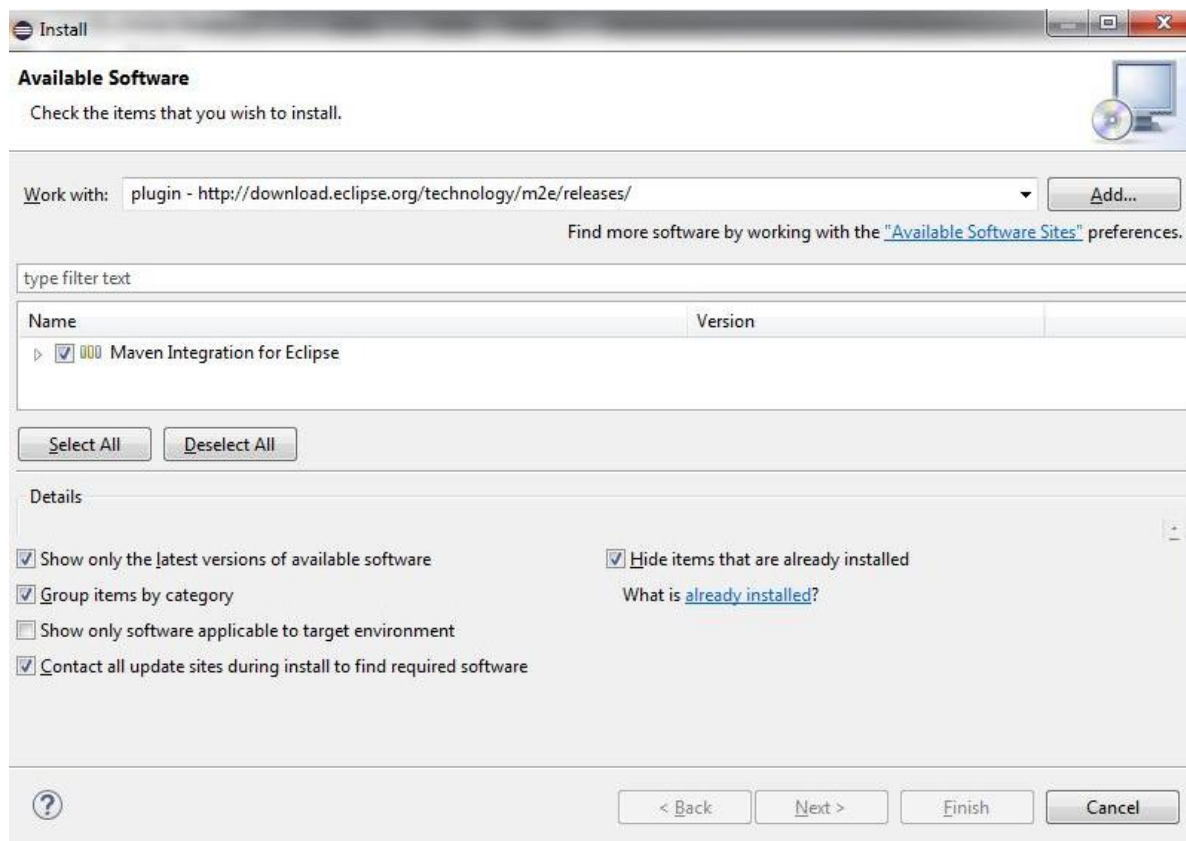 Install
Available Software
Check the items that you wish to install.
Work with: plugin - http://download.eclipse.org/technology/m2e/releases/ Add...
Find more software by working with the "Available Software Sites" preferences.
type filter text
Name Version
Maven Integration for Eclipse
Select All Deselect All
Details
Show only the latest versions of available software Hide items that are already installed
Group items by category What is already installed?
Show only software applicable to target environment
Contact all update sites during install to find required software
? < Back Next > Finish Cancel